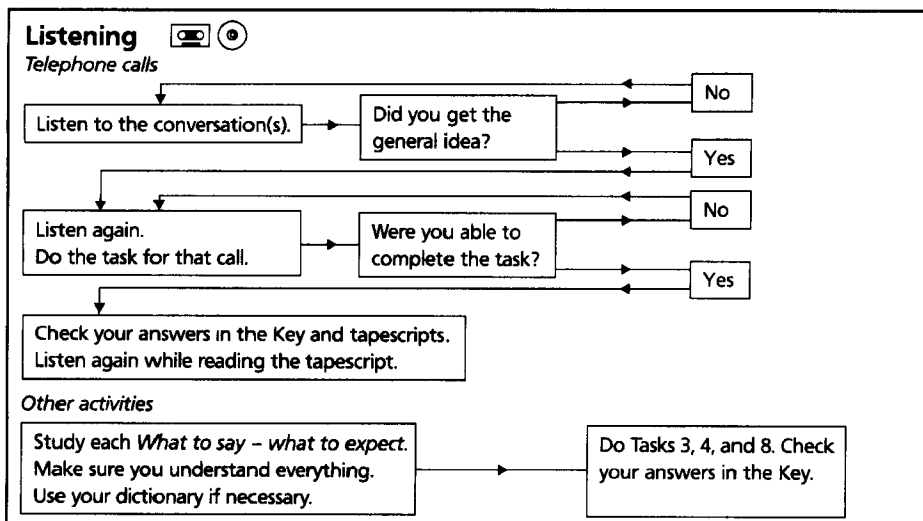 Listening
Telephone calls
No
Listen to the conversation(s).
Did you get the
general idea?
Yes
No
Listen again.
Do the task for that call.
Were you able to
complete the task?
Yes
Check your answers in the Key and tapescripts.
Listen again while reading the tapescript.
Other activities
Study each What to say – what to expect.
Make sure you understand everything.
Use your dictionary if necessary.
Do Tasks 3, 4, and 8. Check
your answers in the Key.